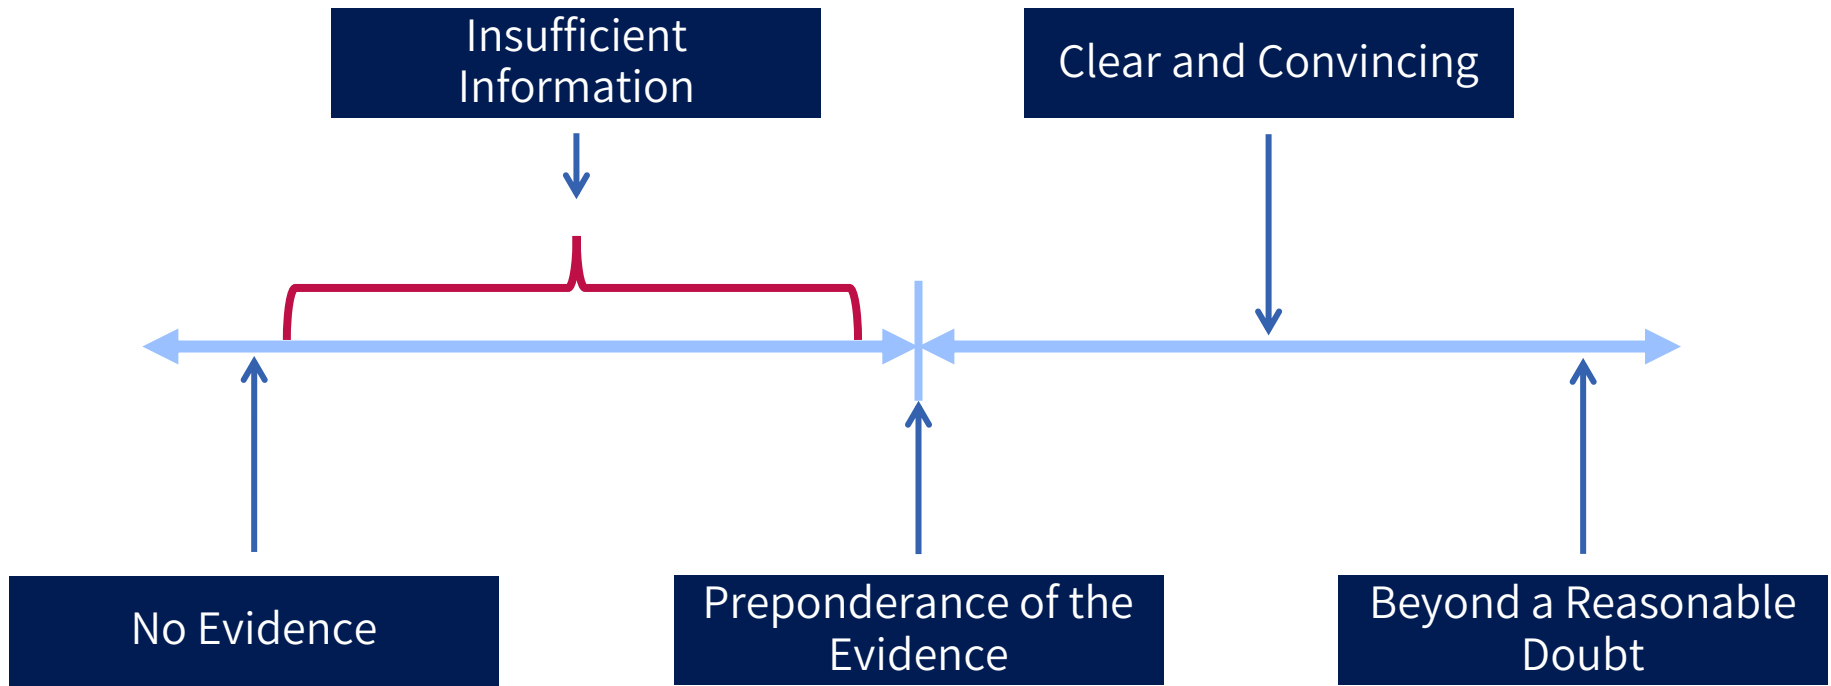 Insufficient
Information
Clear and Convincing
No Evidence
Preponderance of the
Evidence
Beyond a Reasonable
Doubt